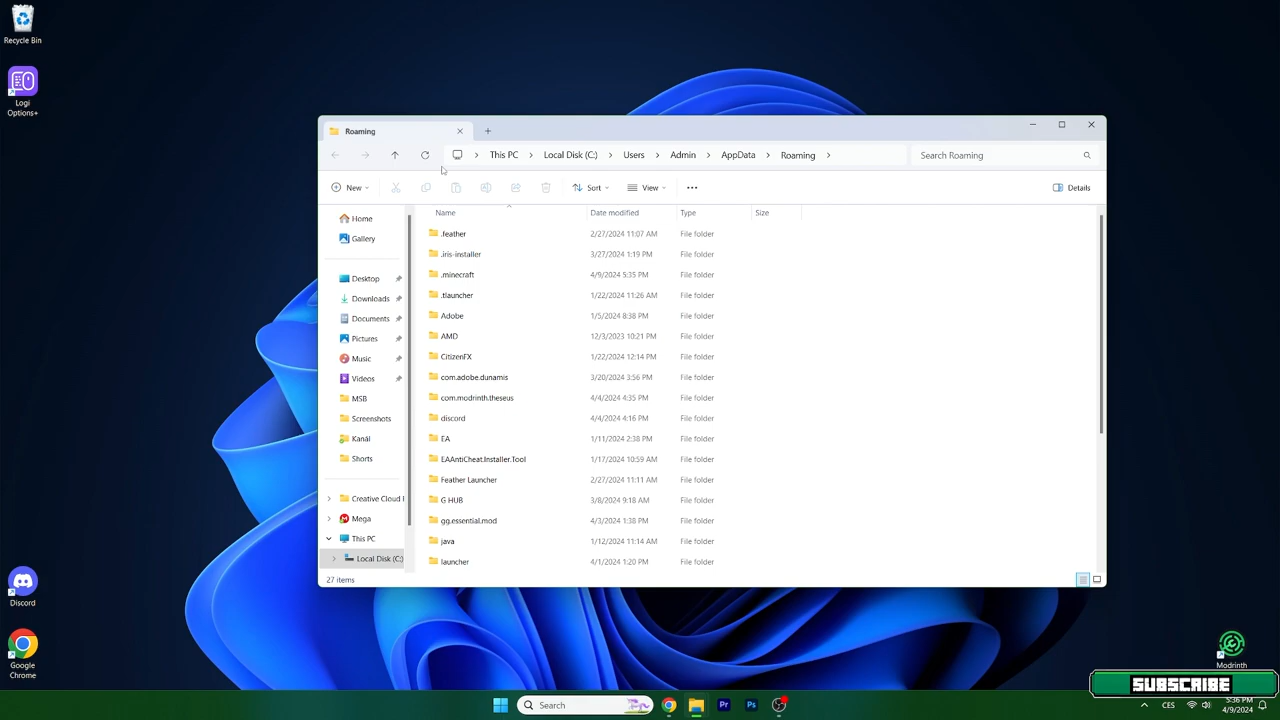 Recycle Bin
Logi
Options+
Discord
Google
Chrome
Modrinth
Roaming
This PC
Local Disk (C:)
Users
Admin
AppData
Roaming
Search Roaming
New
Sort
View
Details
Home
Gallery
Desktop
Downloads
Documents
Pictures
Music
Videos
MSB
Screenshots
Kanál
Shorts
Creative Cloud F
Mega
This PC
Local Disk (C:)
Name Date modified Type Size
.feather 2/27/2024 11:07 AM File folder
.iris-installer 3/27/2024 1:19 PM File folder
.minecraft 4/9/2024 5:35 PM File folder
.tlauncher 1/22/2024 11:26 AM File folder
Adobe 1/5/2024 8:38 PM File folder
AMD 12/3/2023 10:21 PM File folder
CitizenFX 1/22/2024 12:14 PM File folder
com.adobe.dunamis 3/20/2024 3:56 PM File folder
com.modrinth.theseus 4/4/2024 4:35 PM File folder
discord 4/4/2024 4:16 PM File folder
EA 1/11/2024 2:38 PM File folder
EAAntiCheat.Installer.Tool 1/17/2024 10:59 AM File folder
Feather Launcher 2/27/2024 11:11 AM File folder
G HUB 3/8/2024 9:18 AM File folder
gg.essential.mod 4/3/2024 1:38 PM File folder
java 1/12/2024 11:14 AM File folder
launcher 4/1/2024 1:20 PM File folder
27 items
SUBSCRIBE
Search
Pr
Ps
CES
5:36 PM
4/9/2024